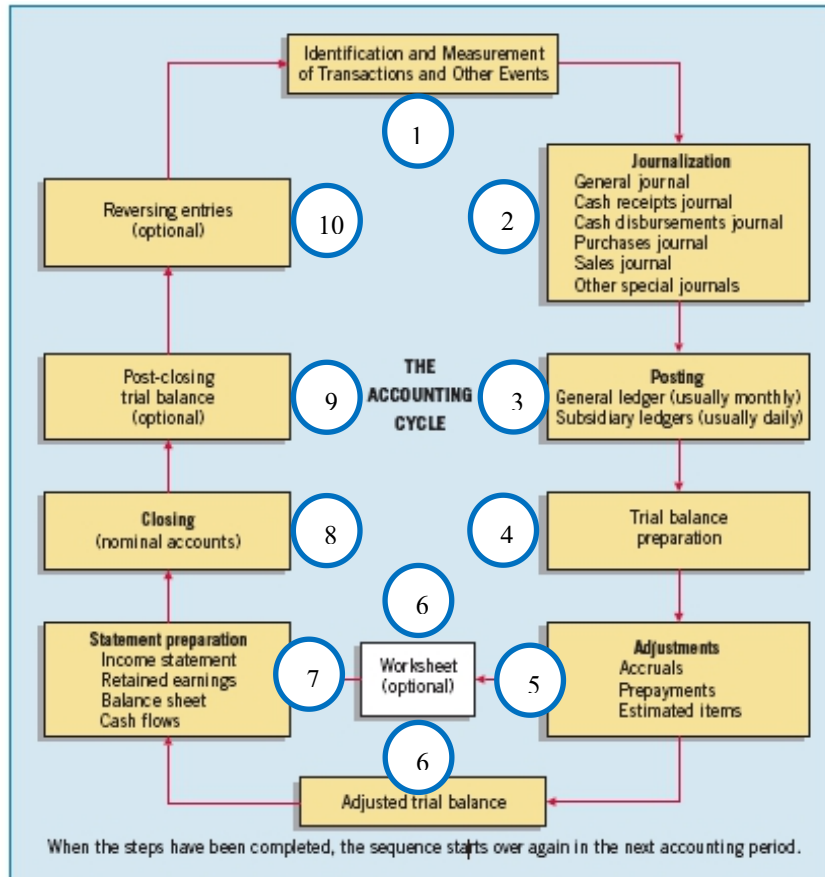 Identification and Measurement
of Transactions and Other Events
1
Journalization
General journal
Cash receipts journal
Cash disbursements journal
Purchases journal
Sales journal
Other special journals
2
Reversing entries
(optional)
10
Post-closing
trial balance
(optional)
9
THE
ACCOUNTING
CYCLE
3
Posting
General ledger (usually monthly)
Subsidiary ledgers (usually daily)
Closing
(nominal accounts)
8
4
Trial balance
preparation
6
Statement preparation
Income statement
Retained earnings
Balance sheet
Cash flows
7
Worksheet
(optional)
5
Adjustments
Accruals
Prepayments
Estimated items
6
Adjusted trial balance
When the steps have been completed, the sequence starts over again in the next accounting period.